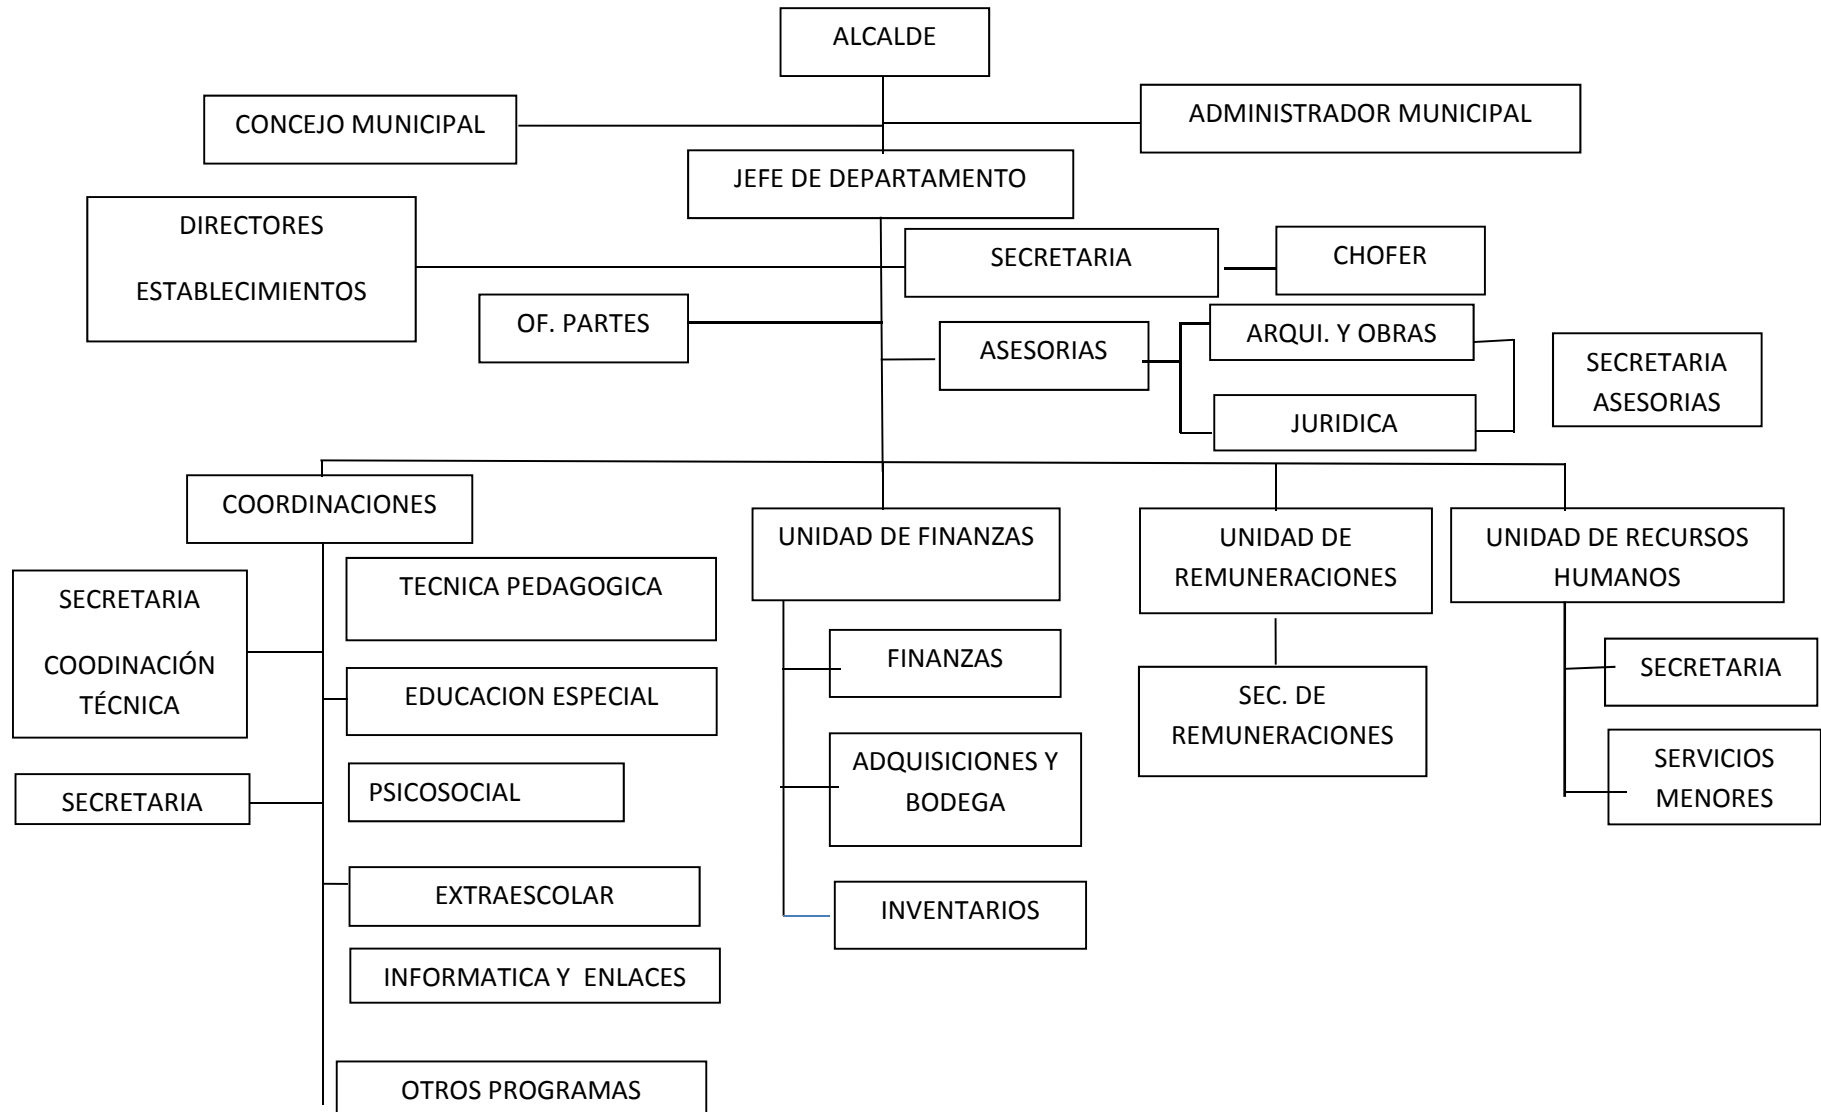 ALCALDE
CONCEJO MUNICIPAL
ADMINISTRADOR MUNICIPAL
JEFE DE DEPARTAMENTO
DIRECTORES
ESTABLECIMIENTOS
SECRETARIA
CHOFER
OF. PARTES
ASESORIAS
ARQUI. Y OBRAS
JURIDICA
SECRETARIA
ASESORIAS
COORDINACIONES
UNIDAD DE FINANZAS
UNIDAD DE
REMUNERACIONES
UNIDAD DE RECURSOS
HUMANOS
SECRETARIA
COODINACIÓN
TÉCNICA
SECRETARIA
TECNICA PEDAGOGICA
EDUCACION ESPECIAL
PSICOSOCIAL
EXTRAESCOLAR
INFORMATICA Y  ENLACES
OTROS PROGRAMAS
FINANZAS
ADQUISICIONES Y
BODEGA
INVENTARIOS
SEC. DE
REMUNERACIONES
SECRETARIA
SERVICIOS
MENORES